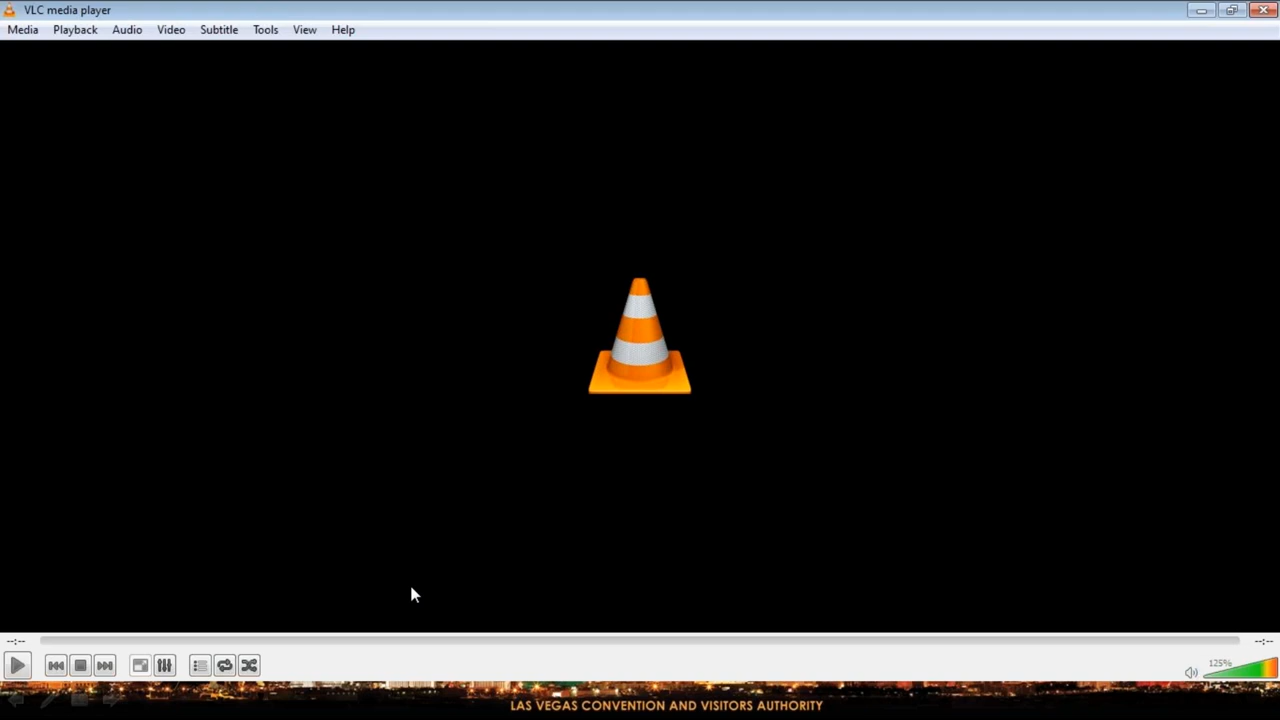 VLC media player
Media Playback Audio Video Subtitle Tools View Help
--:-- --:--
125%
LAS VEGAS CONVENTION AND VISITORS AUTHORITY